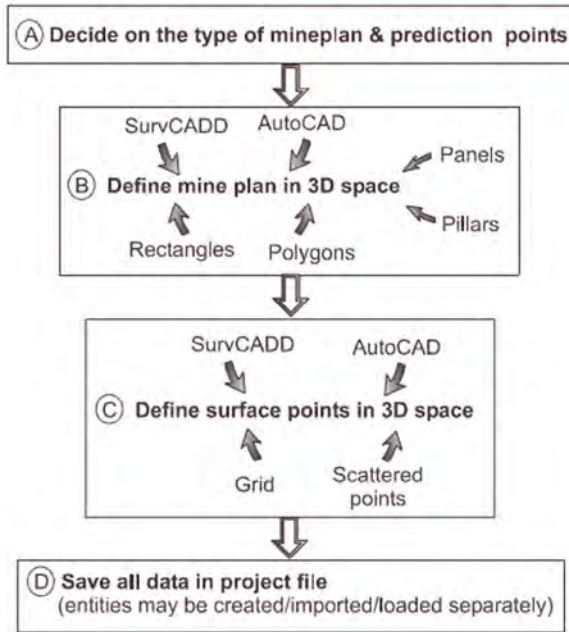 A Decide on the type of mineplan & prediction points
SurvCADD AutoCAD
Panels
B Define mine plan in 3D space
Pillars
Rectangles Polygons
SurvCADD AutoCAD
C Define surface points in 3D space
Grid Scattered
points
D Save all data in project file
(entities may be created/imported/loaded separately)